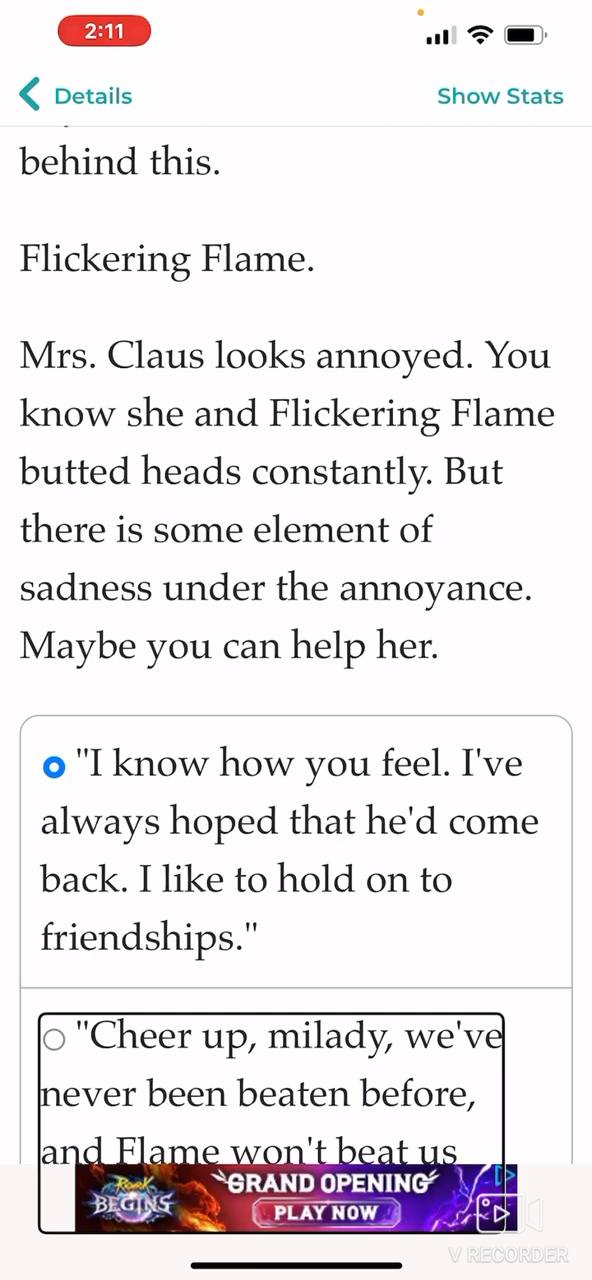 2:11
Details
Show Stats
behind this.
Flickering Flame.
Mrs. Claus looks annoyed. You
know she and Flickering Flame
butted heads constantly. But
there is some element of
sadness under the annoyance.
Maybe you can help her.
"I know how you feel. I've
always hoped that he'd come
back. I like to hold on to
friendships."
"Cheer up, milady, we've
never been beaten before,
and Flame won't beat us
BEGINS
GRAND OPENING
PLAY NOW
V RECORDER